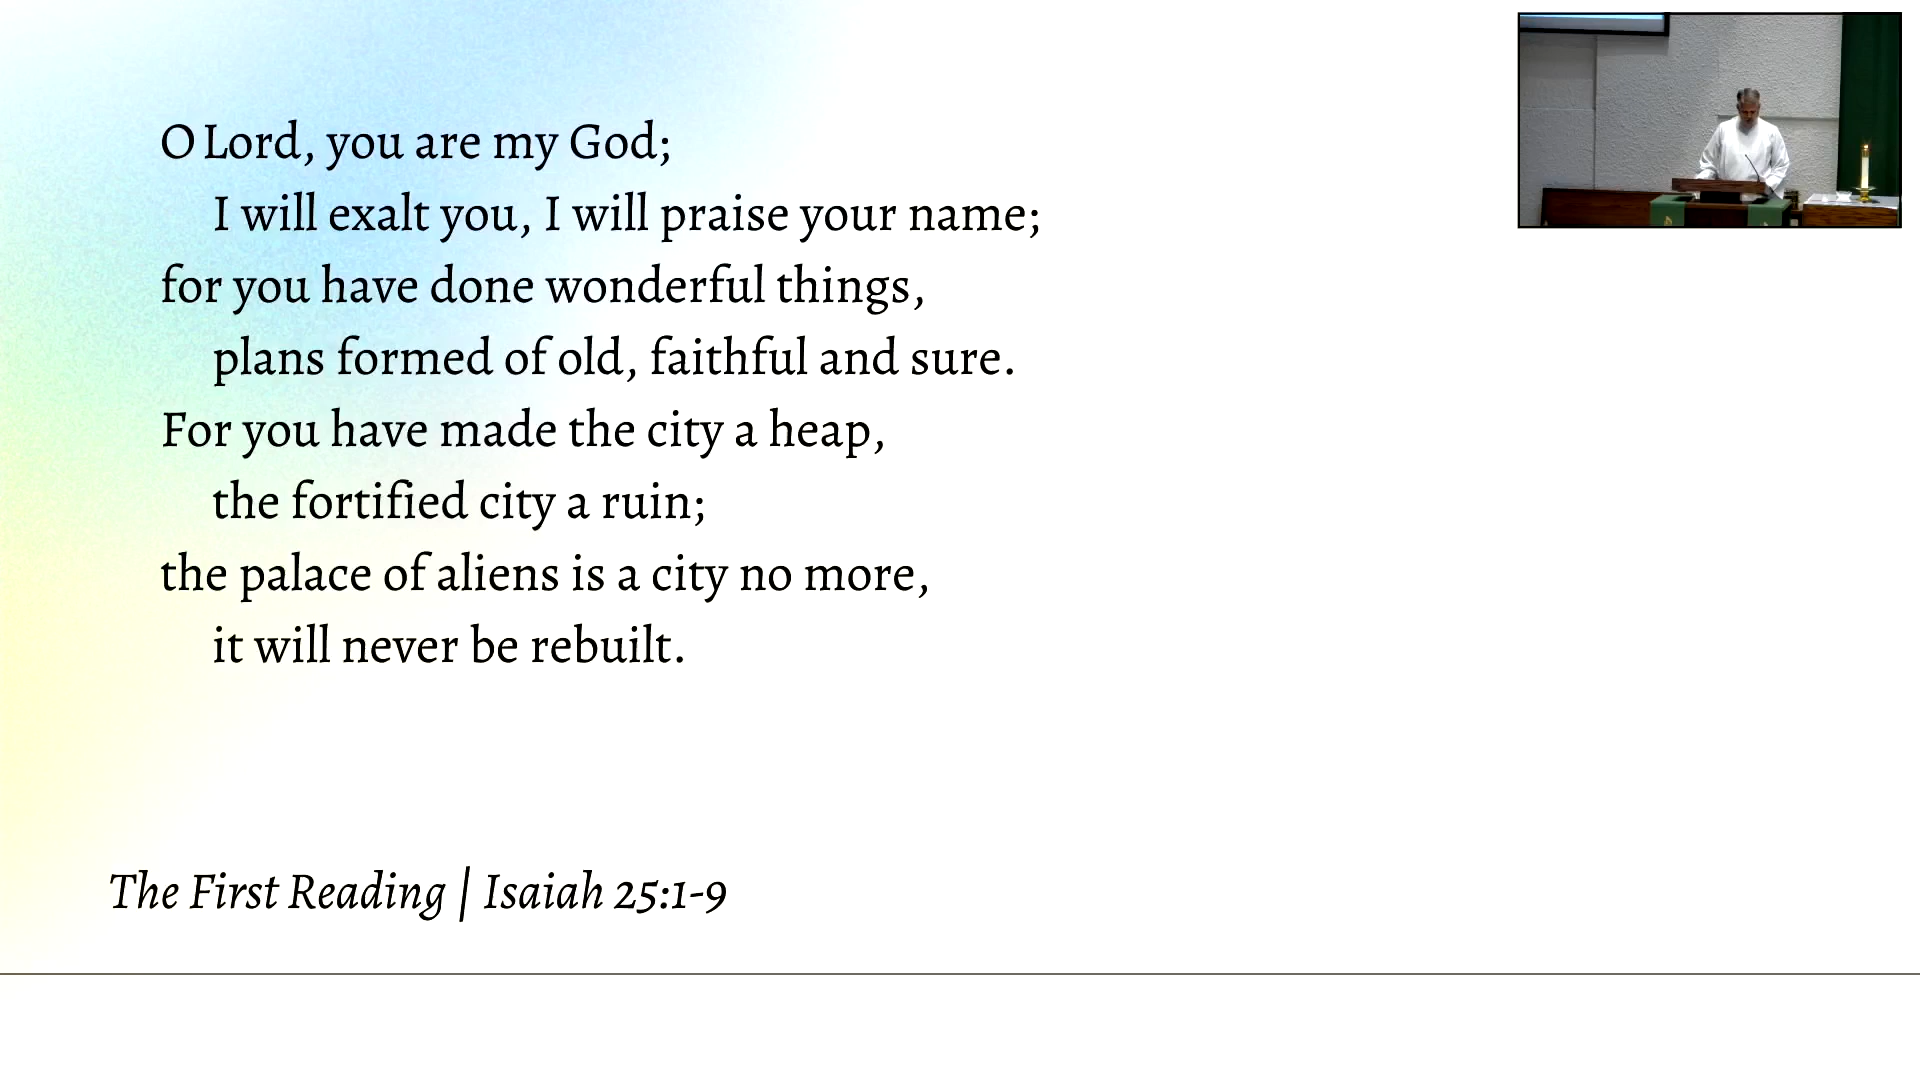 O Lord, you are my God;
I will exalt you, I will praise your name;
for you have done wonderful things,
plans formed of old, faithful and sure.
For you have made the city a heap,
the fortified city a ruin;
the palace of aliens is a city no more,
it will never be rebuilt.
The First Reading | Isaiah 25:1-9